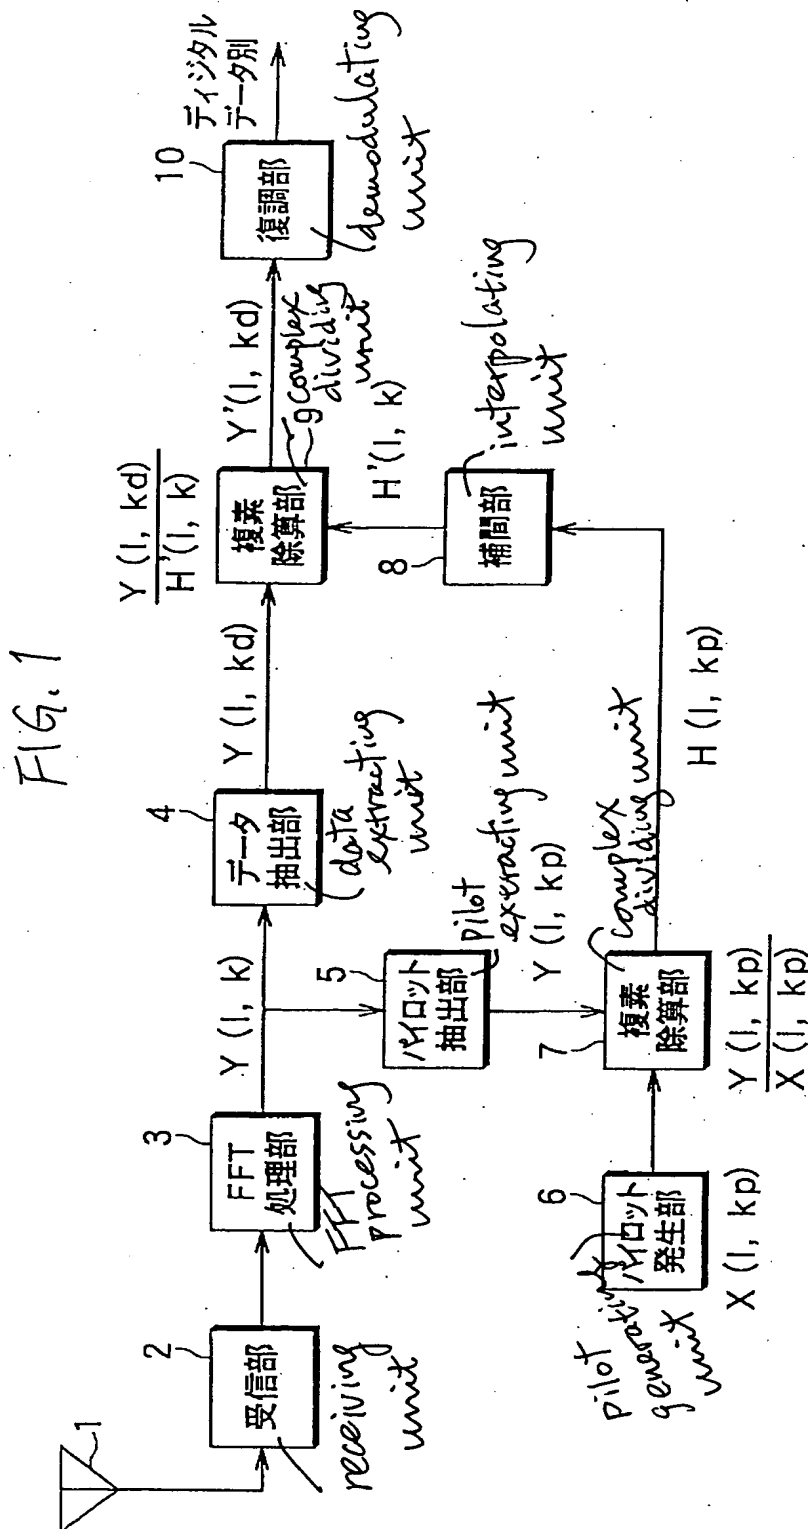 FIG. 1
1
2
受信部
receiving
unit
3
FFT
処理部
FFT
processing
unit
Y (l, k)
4
データ
抽出部
data
extracting
unit
Y (l, kd)
Y (l, kd)
H'(l, k)
複素
除算部
9
complex
dividing
unit
Y'(l, kd)
10
復調部
demodulating
unit
ディジタル
データ別
5
パイロット
抽出部
pilot
exeracting unit
Y (l, kp)
H'(l, k)
8
補間部
interpolating
unit
6
パイロット
発生部
X (l, kp)
pilot
generating
unit
7
複素
除算部
complex
dividing unit
Y (l, kp)
X (l, kp)
H (l, kp)